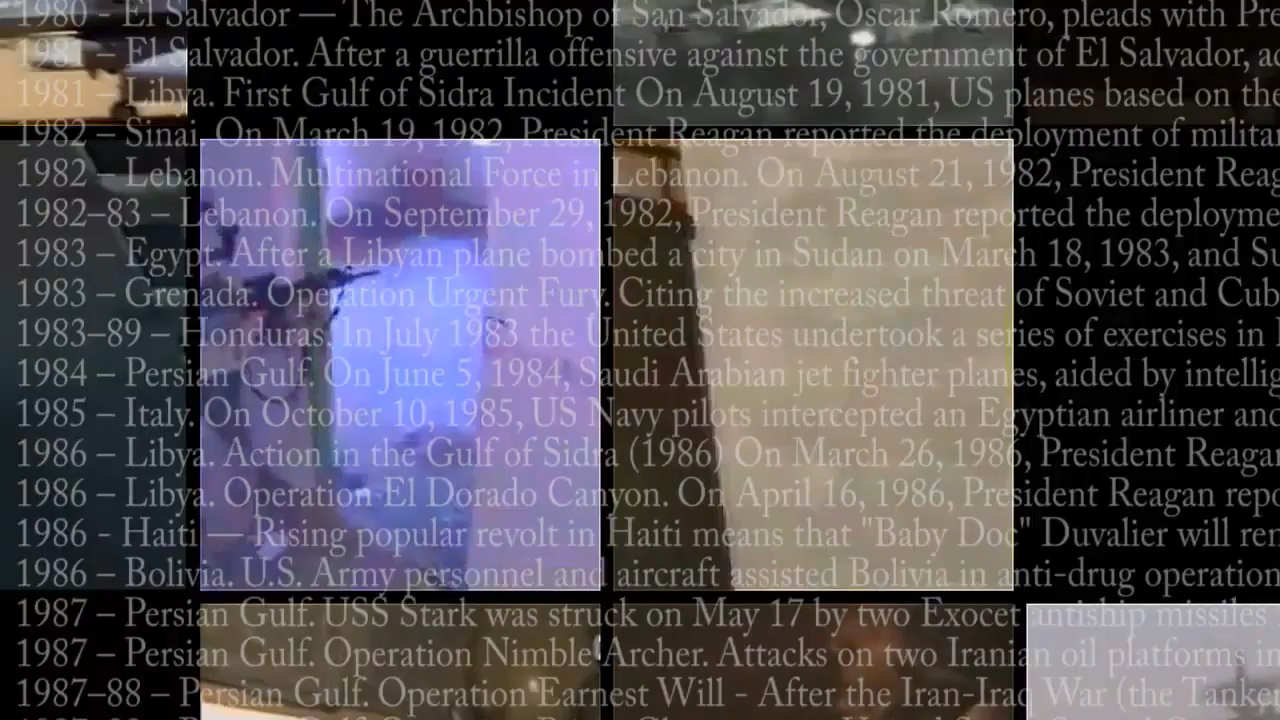 1980 - El Salvador — The Archbishop of San Salvador, Oscar Romero, pleads with Pre
1981 – El Salvador. After a guerrilla offensive against the government of El Salvador, ad
1981 – Libya. First Gulf of Sidra Incident On August 19, 1981, US planes based on the
1982 – Sinai. On March 19, 1982, President Reagan reported the deployment of milita
1982 – Lebanon. Multinational Force in Lebanon. On August 21, 1982, President Reag
1982–83 – Lebanon. On September 29, 1982, President Reagan reported the deployme
1983 – Egypt. After a Libyan plane bombed a city in Sudan on March 18, 1983, and Su
1983 – Grenada. Operation Urgent Fury. Citing the increased threat of Soviet and Cub
1983–89 – Honduras. In July 1983 the United States undertook a series of exercises in
1984 – Persian Gulf. On June 5, 1984, Saudi Arabian jet fighter planes, aided by intellig
1985 – Italy. On October 10, 1985, US Navy pilots intercepted an Egyptian airliner and
1986 – Libya. Action in the Gulf of Sidra (1986) On March 26, 1986, President Reagan
1986 – Libya. Operation El Dorado Canyon. On April 16, 1986, President Reagan repo
1986 - Haiti — Rising popular revolt in Haiti means that "Baby Doc" Duvalier will ren
1986 – Bolivia. U.S. Army personnel and aircraft assisted Bolivia in anti-drug operation
1987 – Persian Gulf. USS Stark was struck on May 17 by two Exocet antiship missiles
1987 – Persian Gulf. Operation Nimble Archer. Attacks on two Iranian oil platforms in
1987–88 – Persian Gulf. Operation Earnest Will - After the Iran-Iraq War (the Tanker